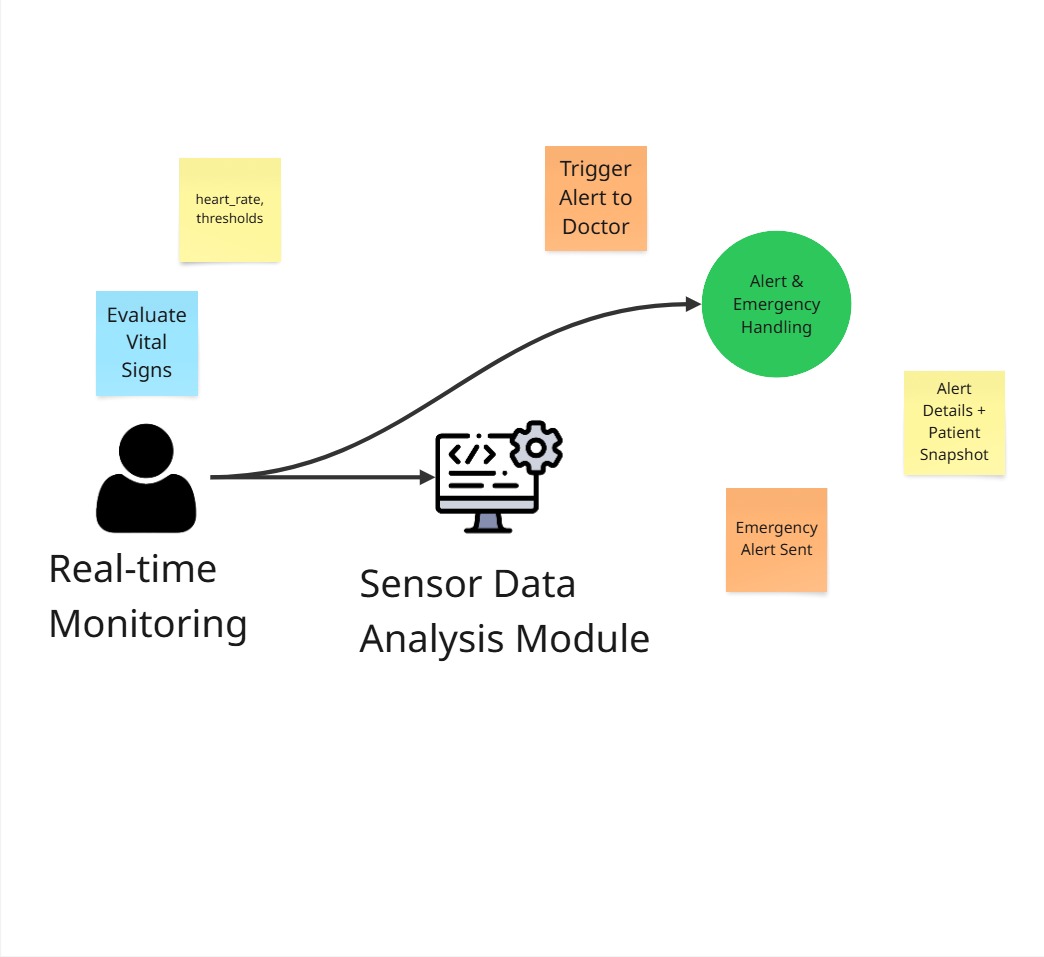 heart_rate,
thresholds
Trigger
Alert to
Doctor
Evaluate
Vital
Signs
Alert &
Emergency
Handling
Alert
Details +
Patient
Snapshot
</>
Emergency
Alert Sent
Real-time
Monitoring
Sensor Data
Analysis Module